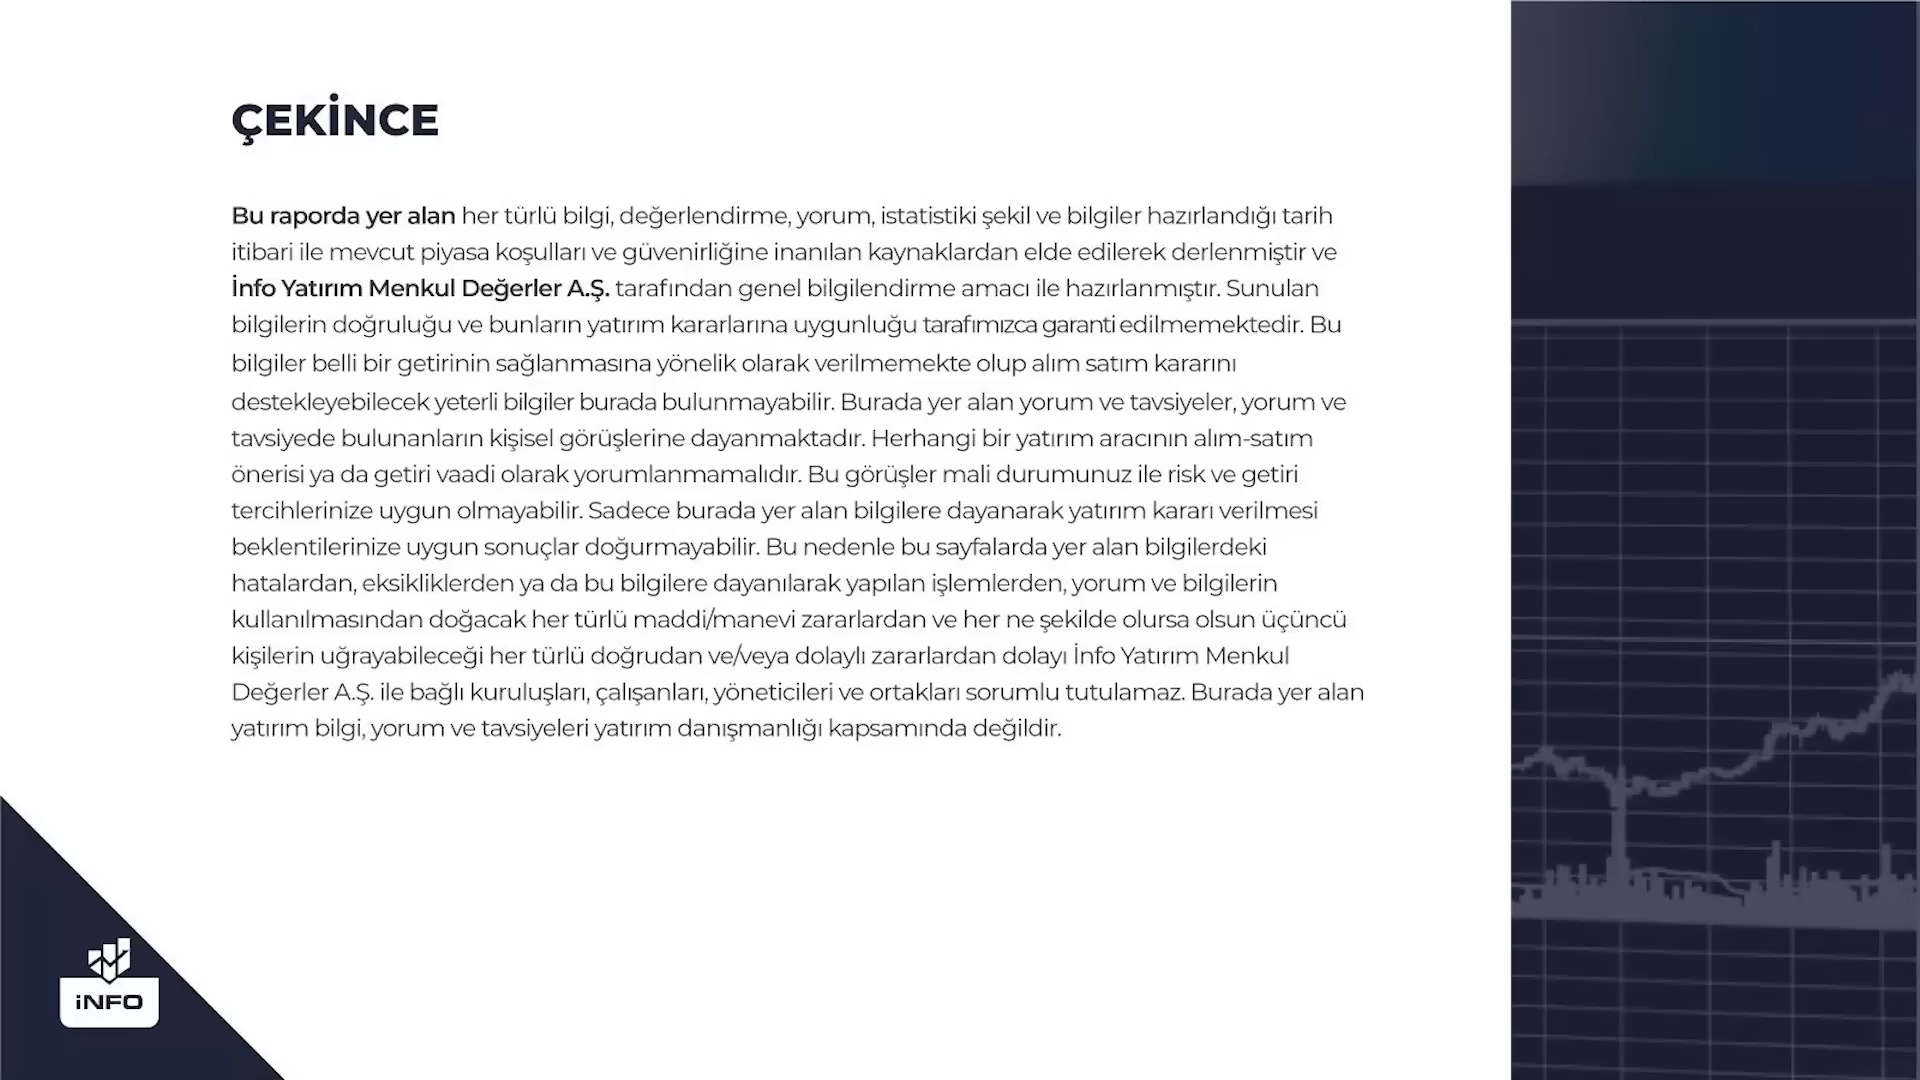 ÇEKİNCE
Bu raporda yer alan her türlü bilgi, değerlendirme, yorum, istatistiki şekil ve bilgiler hazırlandığı tarih
itibari ile mevcut piyasa koşulları ve güvenirliğine inanılan kaynaklardan elde edilerek derlenmiştir ve
İnfo Yatırım Menkul Değerler A.Ş. tarafından genel bilgilendirme amacı ile hazırlanmıştır. Sunulan
bilgilerin doğruluğu ve bunların yatırım kararlarına uygunluğu tarafımızca garanti edilmemektedir. Bu
bilgiler belli bir getirinin sağlanmasına yönelik olarak verilmemekte olup alım satım kararını
destekleyebilecek yeterli bilgiler burada bulunmayabilir. Burada yer alan yorum ve tavsiyeler, yorum ve
tavsiyede bulunanların kişisel görüşlerine dayanmaktadır. Herhangi bir yatırım aracının alım-satım
önerisi ya da getiri vaadi olarak yorumlanmamalıdır. Bu görüşler mali durumunuz ile risk ve getiri
tercihlerinize uygun olmayabilir. Sadece burada yer alan bilgilere dayanarak yatırım kararı verilmesi
beklentilerinize uygun sonuçlar doğurmayabilir. Bu nedenle bu sayfalarda yer alan bilgilerdeki
hatalardan, eksikliklerden ya da bu bilgilere dayanılarak yapılan işlemlerden, yorum ve bilgilerin
kullanılmasından doğacak her türlü maddi/manevi zararlardan ve her ne şekilde olursa olsun üçüncü
kişilerin uğrayabileceği her türlü doğrudan ve/veya dolaylı zararlardan dolayı İnfo Yatırım Menkul
Değerler A.Ş. ile bağlı kuruluşları, çalışanları, yöneticileri ve ortakları sorumlu tutulamaz. Burada yer alan
yatırım bilgi, yorum ve tavsiyeleri yatırım danışmanlığı kapsamında değildir.
iNFO